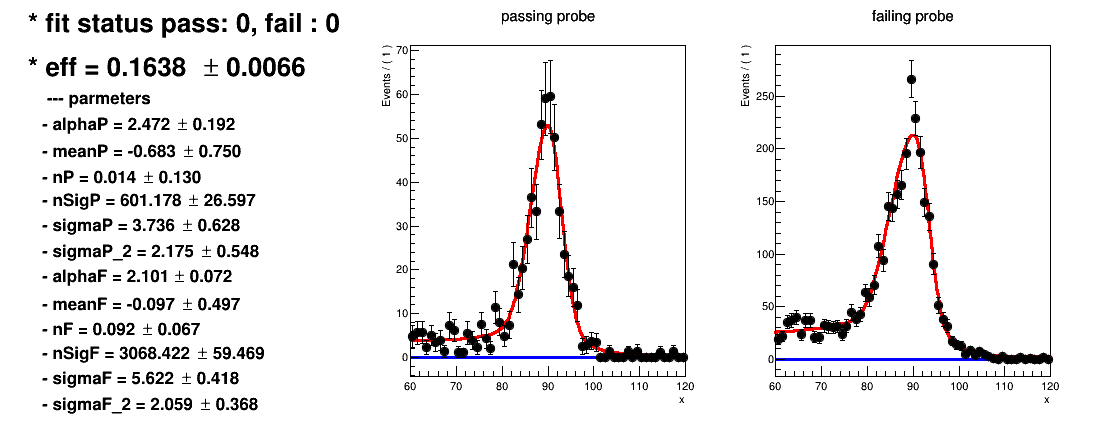 * fit status pass: 0, fail : 0
* eff = 0.1638 ± 0.0066
--- parmeters
- alphaP = 2.472 ± 0.192
- meanP = -0.683 ± 0.750
- nP = 0.014 ± 0.130
- nSigP = 601.178 ± 26.597
- sigmaP = 3.736 ± 0.628
- sigmaP_2 = 2.175 ± 0.548
- alphaF = 2.101 ± 0.072
- meanF = -0.097 ± 0.497
- nF = 0.092 ± 0.067
- nSigF = 3068.422 ± 59.469
- sigmaF = 5.622 ± 0.418
- sigmaF_2 = 2.059 ± 0.368
passing probe
Events / ( 1 )
70
60
50
40
30
20
10
0
60 70 80 90 100 110 120
x
failing probe
Events / ( 1 )
250
200
150
100
50
0
60 70 80 90 100 110 120
x